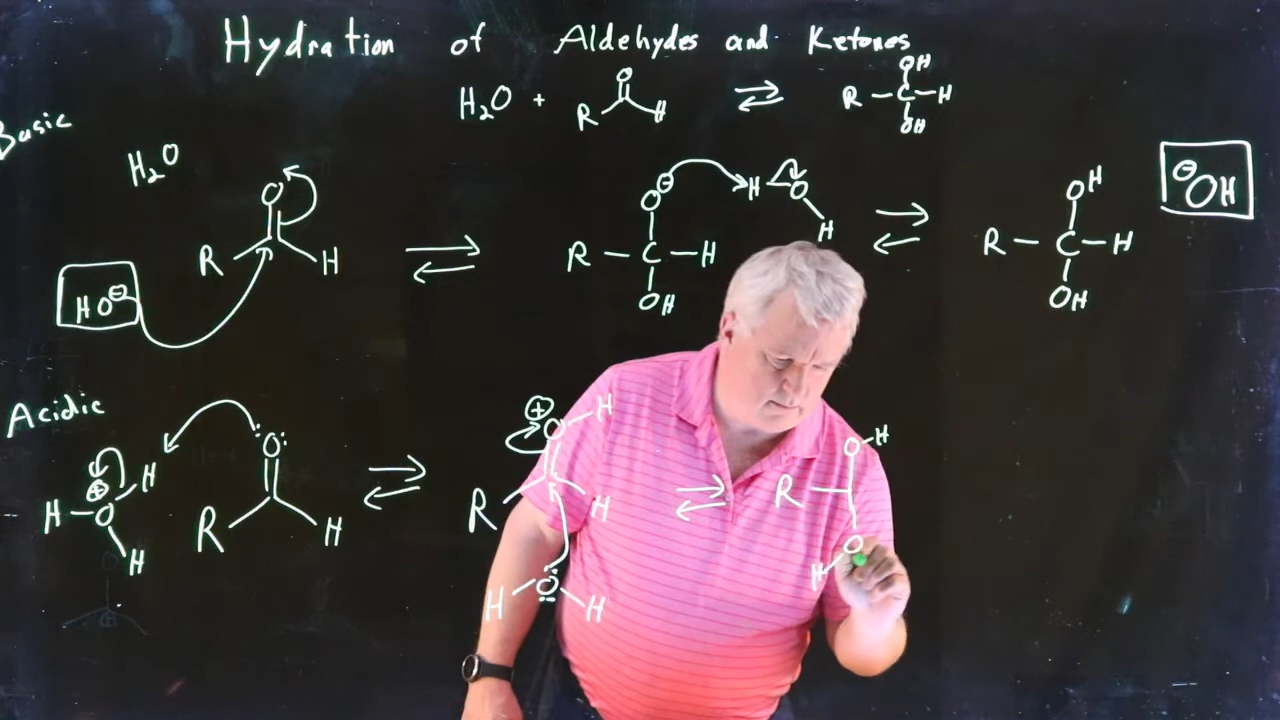 Hydration of Aldehydes and Ketones
H₂O + R O H ⇌ R – C – H OH OH
Basic
H₂O
HO⊖ R O H ⇌ R – C – H O⊖ OH H O H ⇌ R – C – H OH OH ⊖OH
Acidic
H O⊕ H H R :O: H ⇌ R O⊕ H H H Ö H ⇌ R O H O H